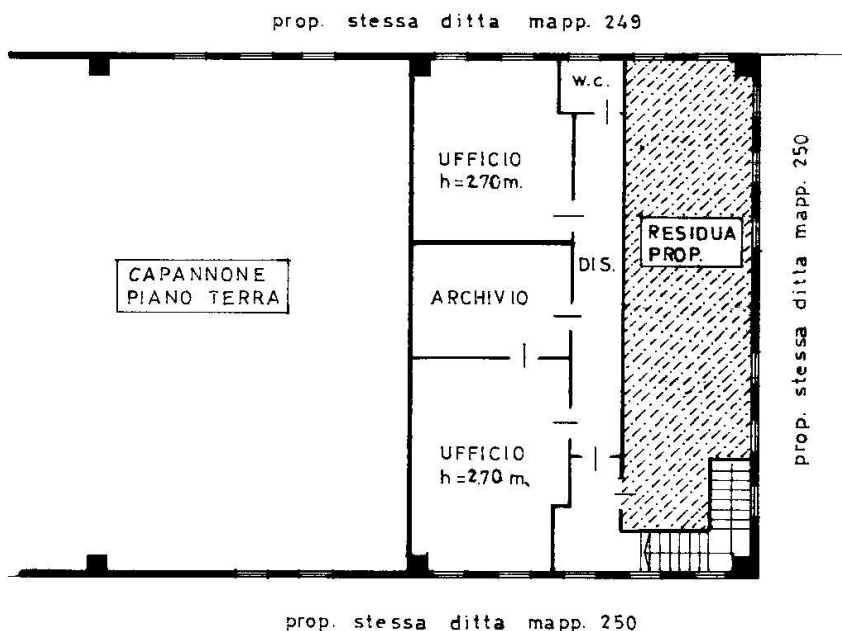 prop. stessa ditta mapp. 249
W.C.
UFFICIO
h=2.70m.
prop. stessa ditta mapp. 250
RESIDUA
PROP.
DIS.
CAPANNONE
PIANO TERRA
ARCHIVIO
UFFICIO
h=2.70 m.
prop. stessa ditta mapp. 250